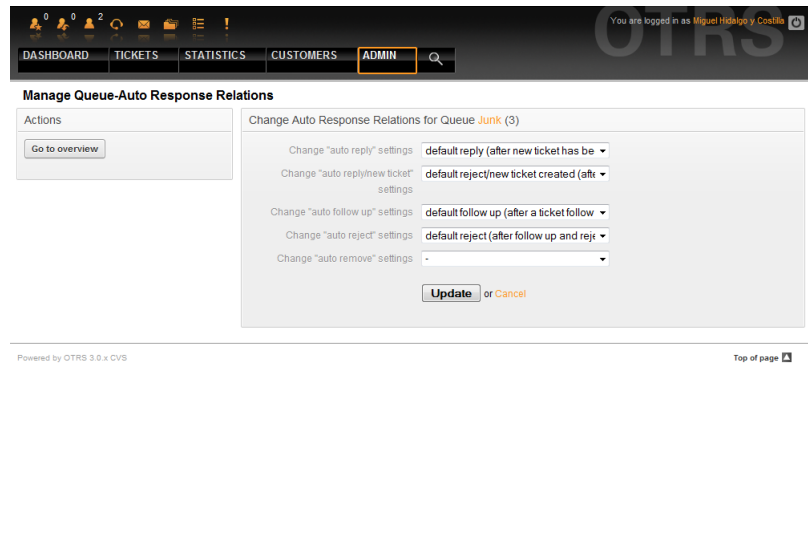 0 0 2
OTRS
You are logged in as Miguel Hidalgo y Costilla
DASHBOARD TICKETS STATISTICS CUSTOMERS ADMIN
Manage Queue-Auto Response Relations
Actions
Go to overview
Change Auto Response Relations for Queue Junk (3)
Change "auto reply" settings default reply (after new ticket has be
Change "auto reply/new ticket" default reject/new ticket created (afte
settings
Change "auto follow up" settings default follow up (after a ticket follow
Change "auto reject" settings default reject (after follow up and reje
Change "auto remove" settings -
Update or Cancel
Powered by OTRS 3.0.x CVS Top of page